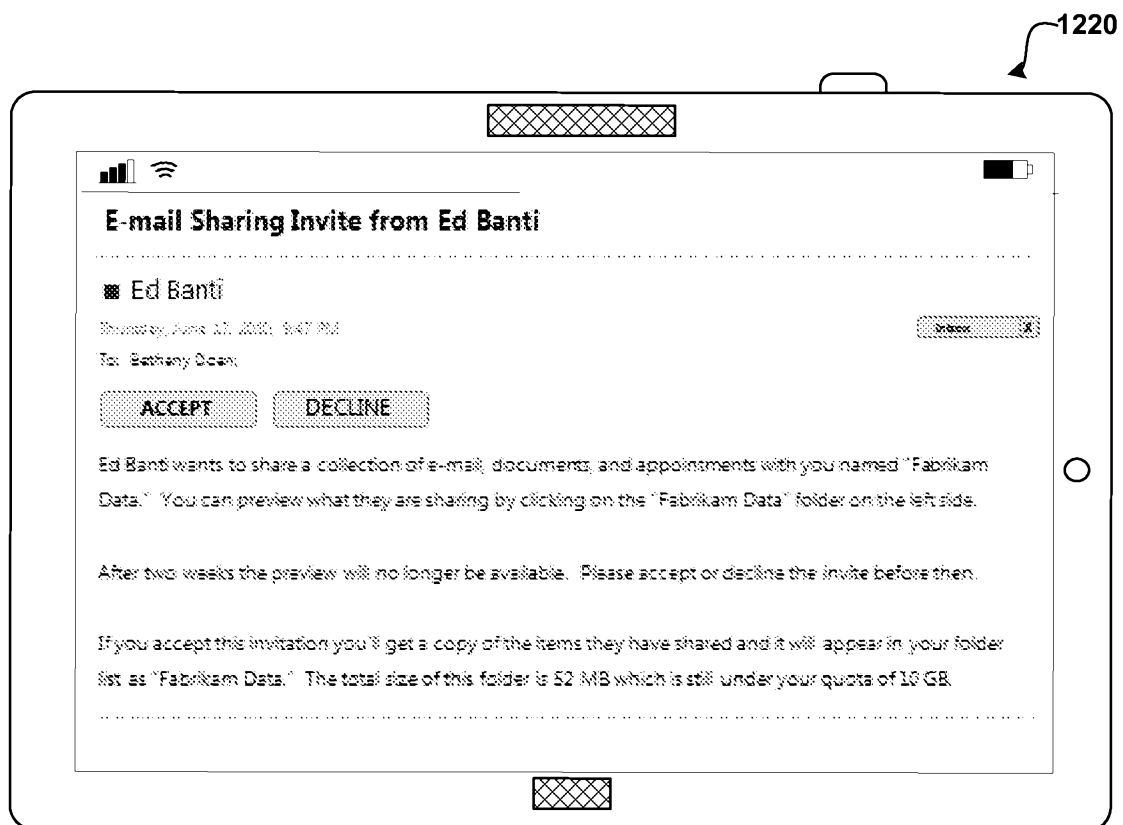 1220
E-mail Sharing Invite from Ed Banti
Ed Banti
Thursday, June 9:47 PM
Inbox X
To: Bethany
ACCEPT DECLINE
Ed Banti wants to share a collection of e-mail, documents, and appointments with you named "Fabrikam
Data." You can preview what they are sharing by clicking on the "Fabrikam Data" folder on the left side.
After two weeks the preview will no longer be available. Please accept or decline the invite before then.
If you accept this invitation you'll get a copy of the items they have shared and it will appear in your folder
list as "Fabrikam Data." The total size of this folder is 52 MB which is still under your quota of 10 GB.